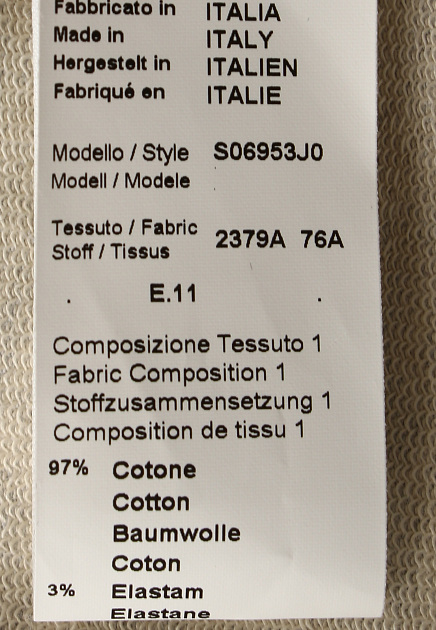 Fabbricato in ITALIA
Made in ITALY
Hergestelt in ITALIEN
Fabriqué en ITALIE
Modello / Style S06953J0
Modell / Modele
Tessuto / Fabric 2379A 76A
Stoff / Tissus
. E.11 .
Composizione Tessuto 1
Fabric Composition 1
Stoffzusammensetzung 1
Composition de tissu 1
97% Cotone
Cotton
Baumwolle
Coton
3% Elastam
Elastane